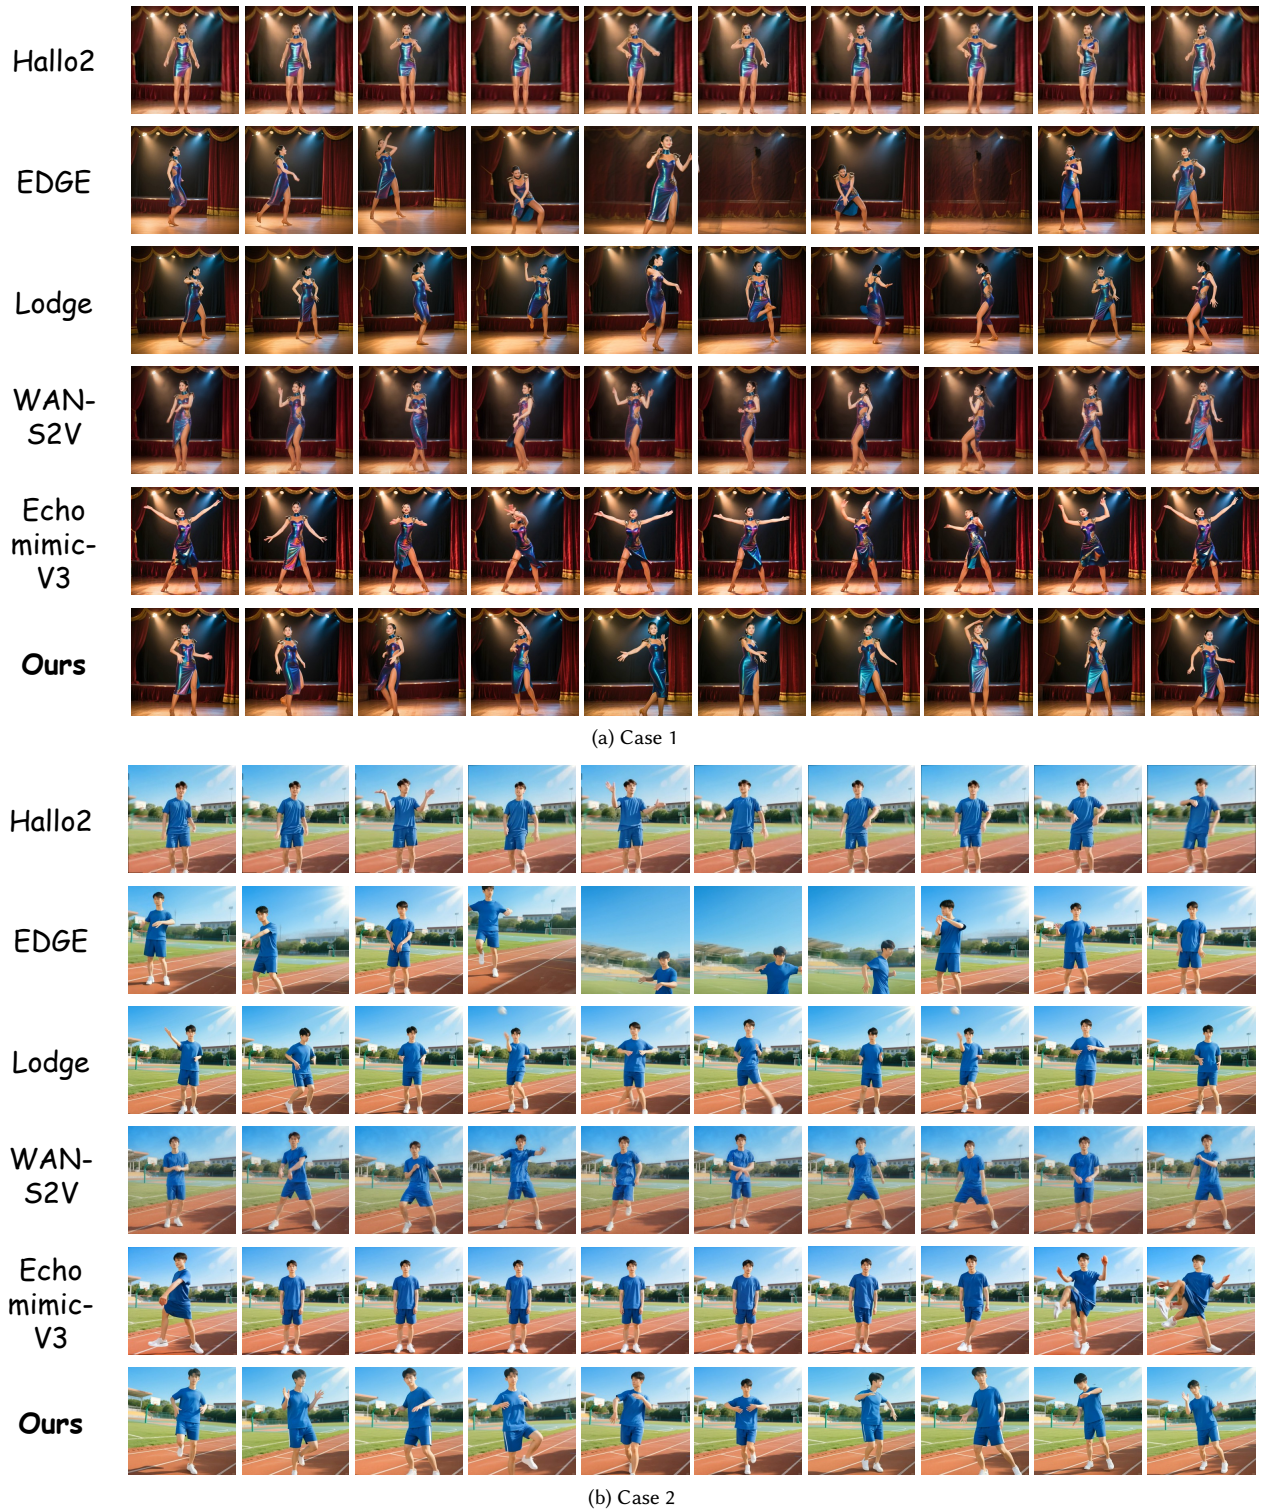 Hallo2
EDGE
Lodge
WAN-
S2V
Echo
mimic-
V3
Ours
(a) Case 1
Hallo2
EDGE
Lodge
WAN-
S2V
Echo
mimic-
V3
Ours
(b) Case 2